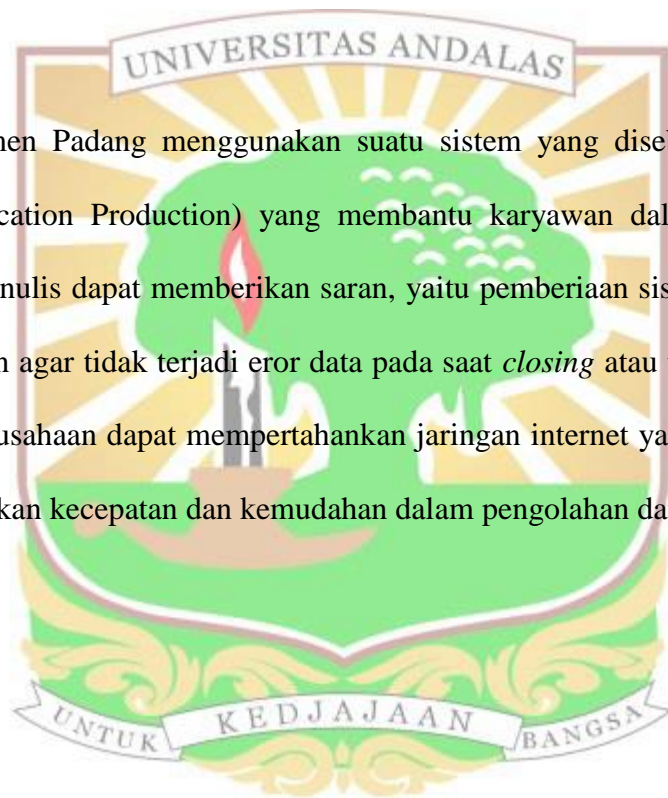 UNIVERSITAS ANDALAS
men Padang menggunakan suatu sistem yang dise
cation Production) yang membantu karyawan dal
nulis dapat memberikan saran, yaitu pemberiaan sis
n agar tidak terjadi eror data pada saat closing atau
usahaan dapat mempertahankan jaringan internet ya
kan kecepatan dan kemudahan dalam pengolahan da
UNTUK KEDJAJAAN BANGSA